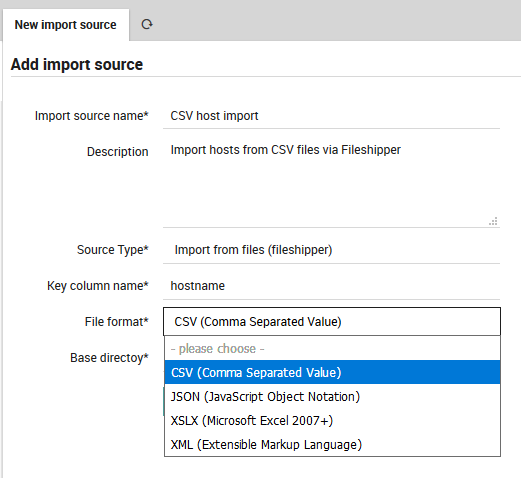 New import source
Add import source
Import source name* CSV host import
Description Import hosts from CSV files via Fileshipper
Source Type* Import from files (fileshipper)
Key column name* hostname
File format* CSV (Comma Separated Value)
- please choose -
Base directoy*
CSV (Comma Separated Value)
JSON (JavaScript Object Notation)
XSLX (Microsoft Excel 2007+)
XML (Extensible Markup Language)